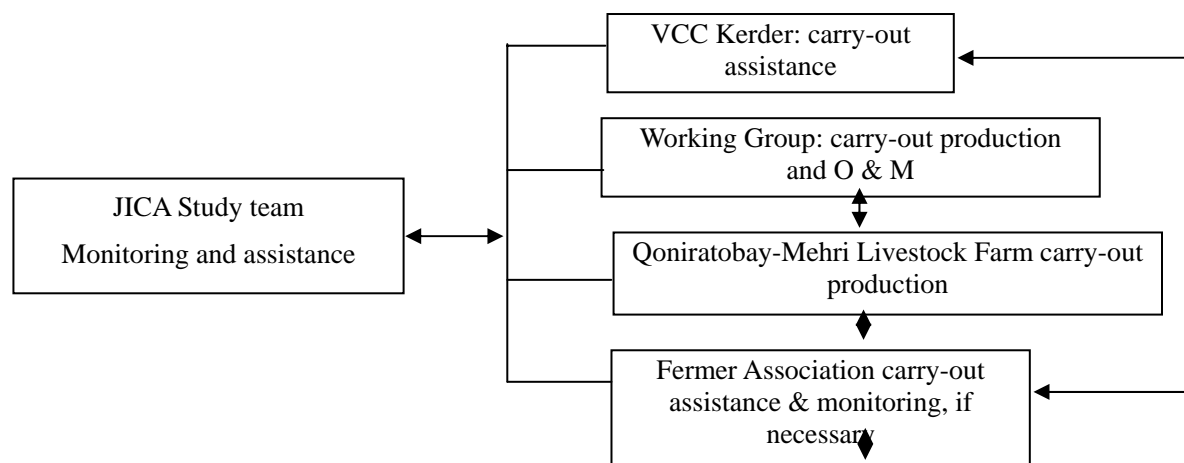 VCC Kerder: carry-out
assistance
Working Group: carry-out production
and O & M
JICA Study team
Monitoring and assistance
Qoniratobay-Mehri Livestock Farm carry-out
production
Fermer Association carry-out
assistance & monitoring, if
necessary